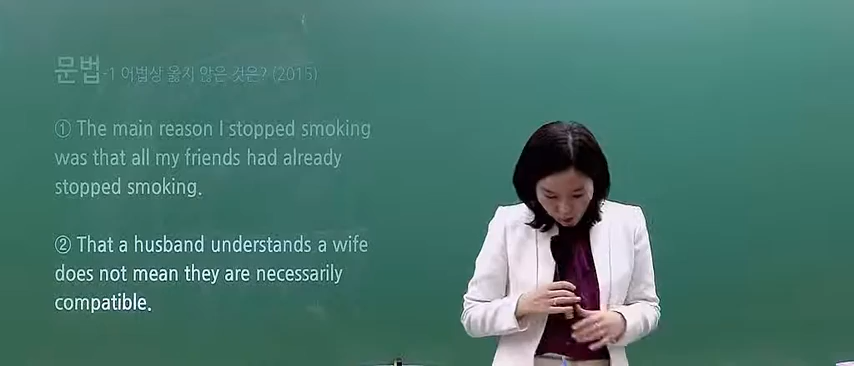 문법-1 어법상 옳지 않은 것은? (2015)
① The main reason I stopped smoking
was that all my friends had already
stopped smoking.
② That a husband understands a wife
does not mean they are necessarily
compatible.